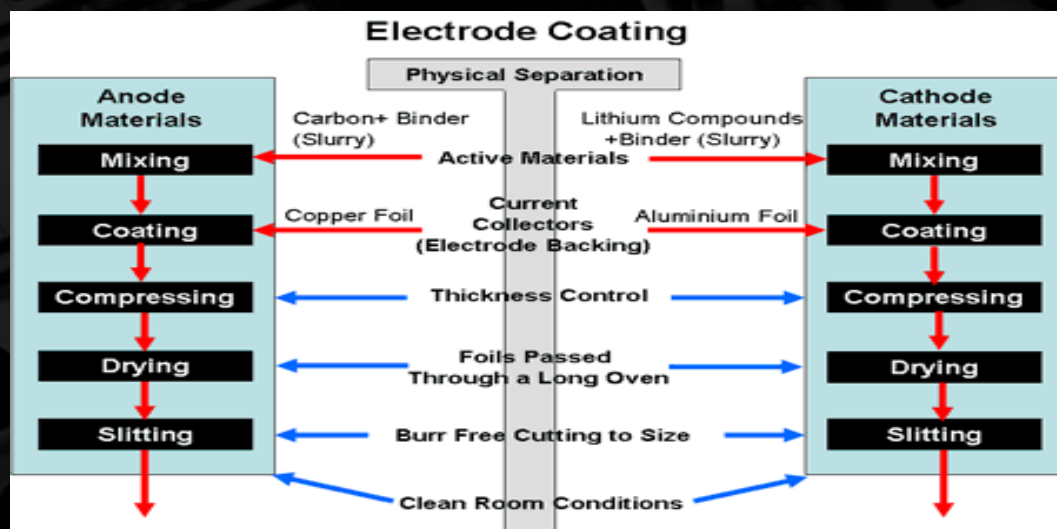 Electrode Coating
Physical Separation
Anode
Materials
Carbon+ Binder
(Slurry)
Lithium Compounds
+Binder (Slurry)
Cathode
Materials
Mixing
Active Materials
Mixing
Coating
Copper Foil
Current
Collectors
(Electrode Backing)
Aluminium Foil
Coating
Compressing
Thickness Control
Compressing
Drying
Foils Passed
Through a Long Oven
Drying
Slitting
Burr Free Cutting to Size
Slitting
Clean Room Conditions